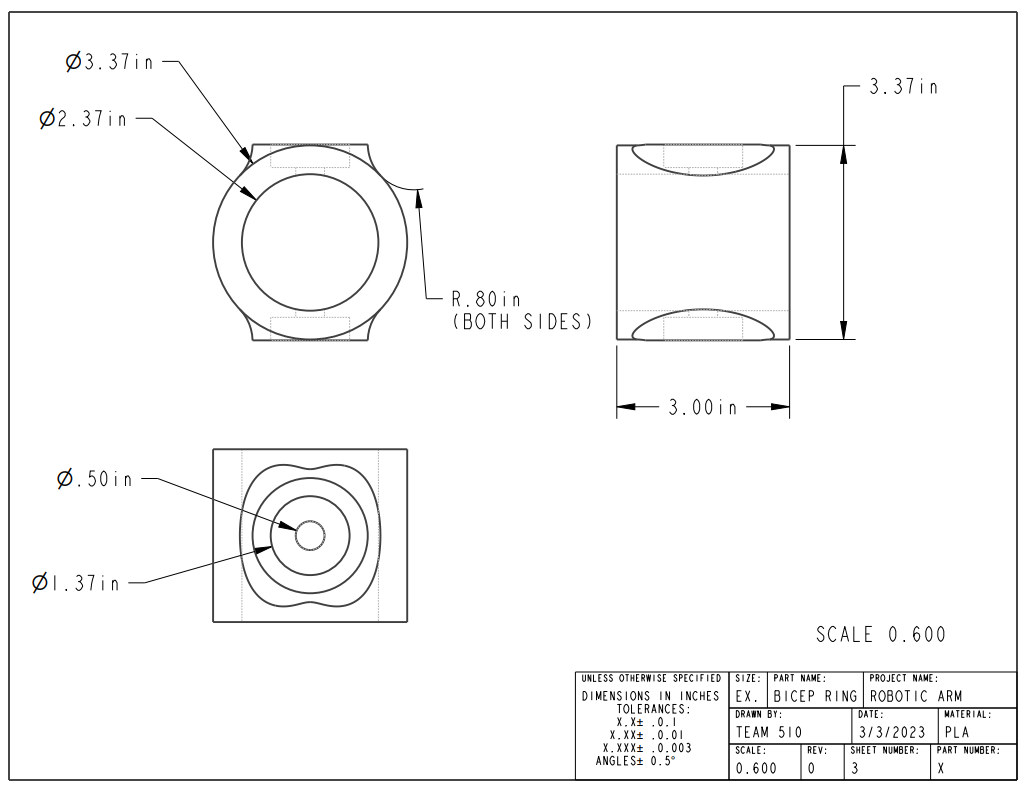 Ø3.37in
Ø2.37in
3.37in
R.80in
(BOTH SIDES)
3.00in
Ø.50in
Ø1.37in
SCALE 0.600
UNLESS OTHERWISE SPECIFIED
DIMENSIONS IN INCHES
TOLERANCES:
X.X± .0.1
X.XX± .0.01
X.XXX± .0.003
ANGLES± 0.5°
SIZE: PART NAME: PROJECT NAME:
EX. BICEP RING ROBOTIC ARM
DRAWN BY: DATE: MATERIAL:
TEAM 510 3/3/2023 PLA
SCALE: REV: SHEET NUMBER: PART NUMBER:
0.600 0 3 X